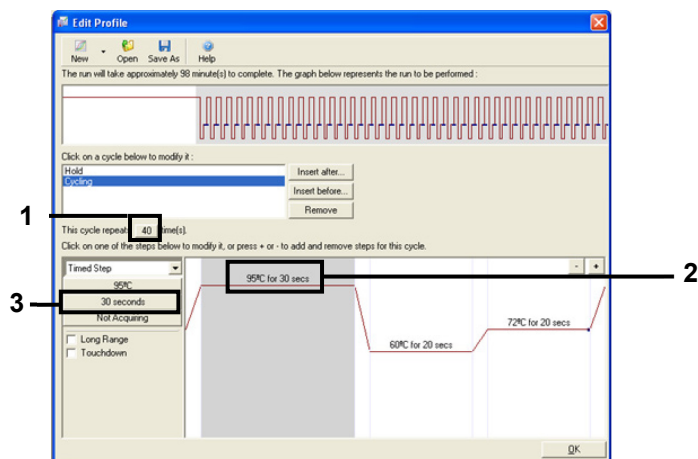 Edit Profile
New Open Save As Help
The run will take approximately 98 minute(s) to complete. The graph below represents the run to be performed :
Click on a cycle below to modify it :
Hold
Cycling
Insert after...
Insert before...
Remove
1
This cycle repeats 40 time(s).
Click on one of the steps below to modify it, or press + or - to add and remove steps for this cycle.
Timed Step
- +
95ºC
30 seconds
Not Acquiring
Long Range
Touchdown
3
95ºC for 30 secs
2
60ºC for 20 secs
72ºC for 20 secs
OK